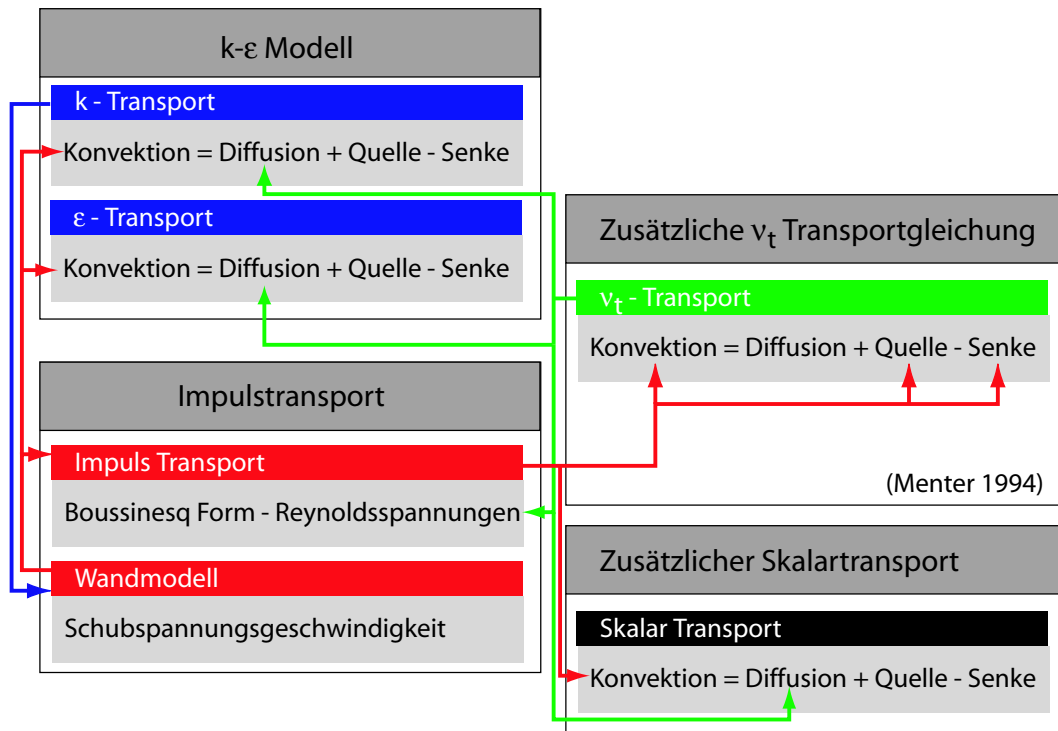 k-ε Modell
k - Transport
Konvektion = Diffusion + Quelle - Senke
ε - Transport
Konvektion = Diffusion + Quelle - Senke
Impulstransport
Impuls Transport
Boussinesq Form - Reynoldsspannungen
Wandmodell
Schubspannungsgeschwindigkeit
Zusätzliche νt Transportgleichung
νt - Transport
Konvektion = Diffusion + Quelle - Senke
(Menter 1994)
Zusätzlicher Skalartransport
Skalar Transport
Konvektion = Diffusion + Quelle - Senke